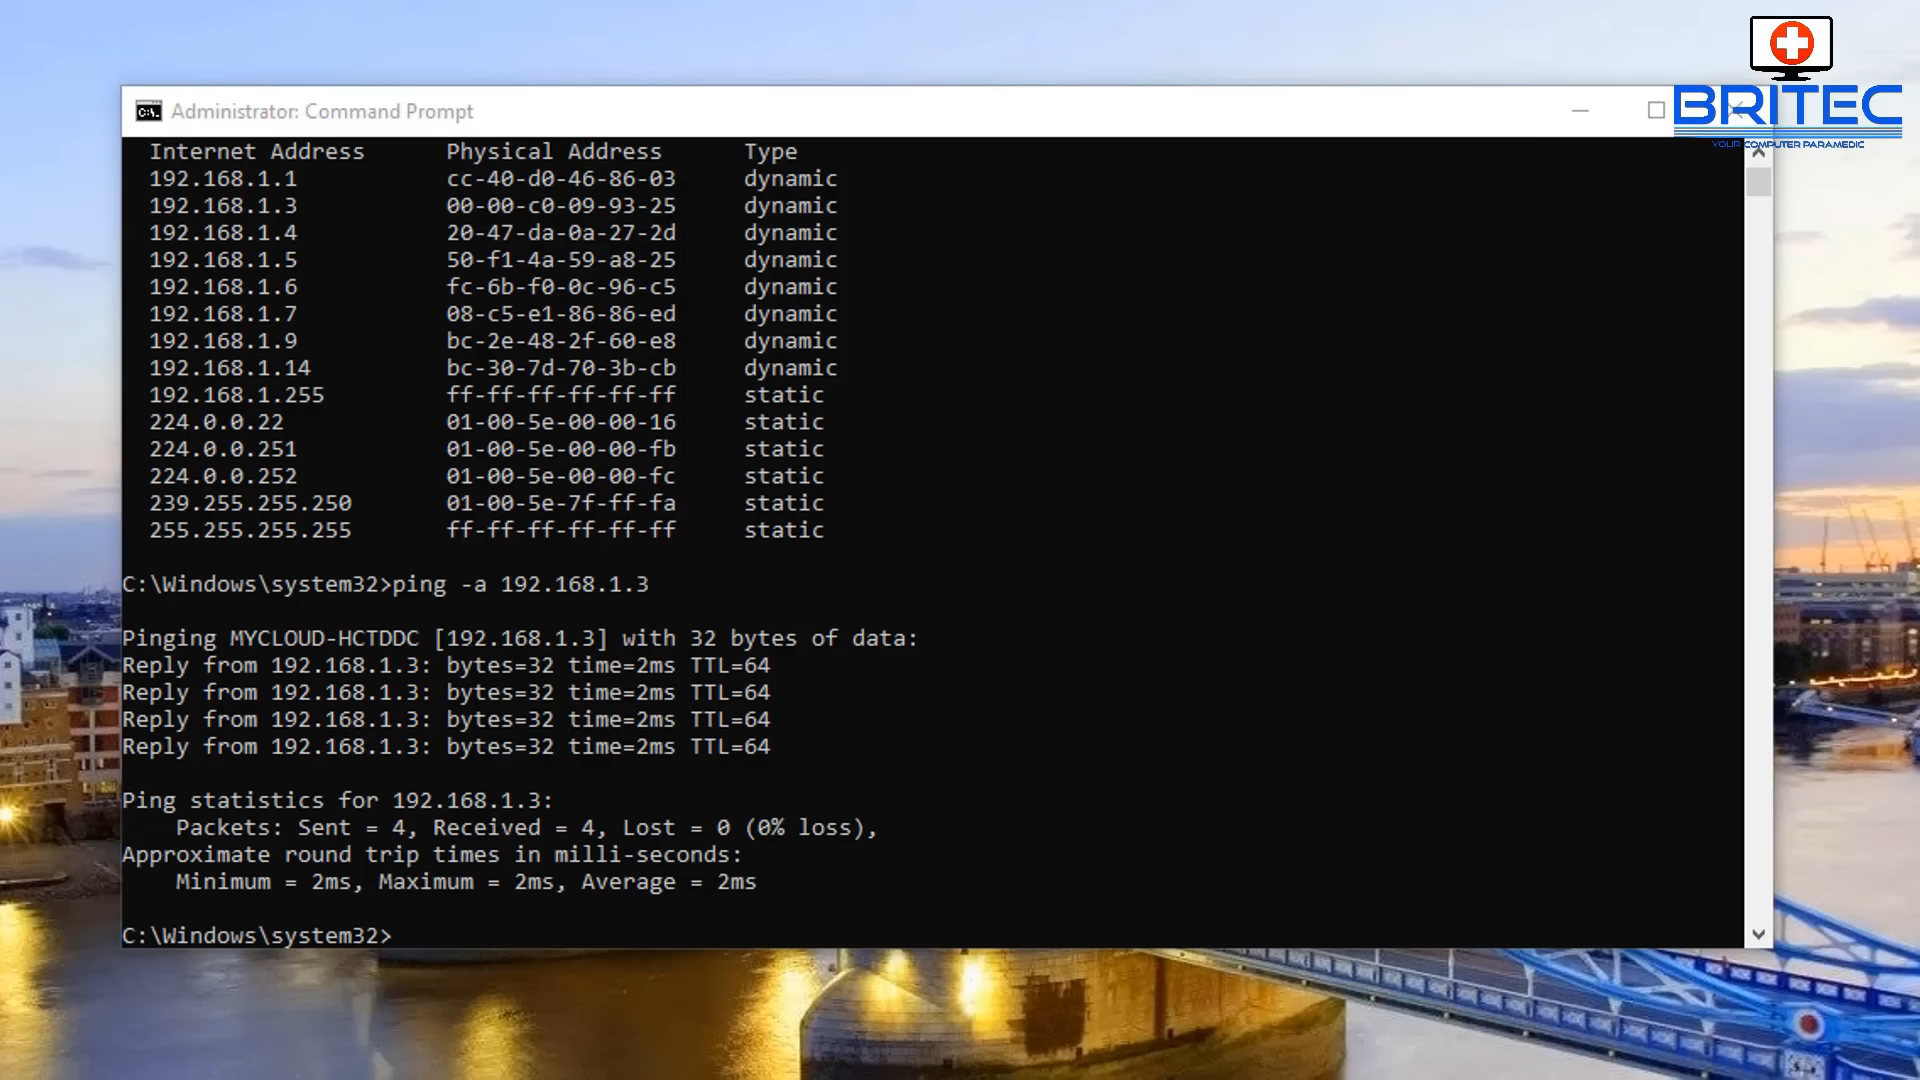 BRITEC
YOUR COMPUTER PARAMEDIC
Administrator: Command Prompt
Internet Address Physical Address Type
192.168.1.1 cc-40-d0-46-86-03 dynamic
192.168.1.3 00-00-c0-09-93-25 dynamic
192.168.1.4 20-47-da-0a-27-2d dynamic
192.168.1.5 50-f1-4a-59-a8-25 dynamic
192.168.1.6 fc-6b-f0-0c-96-c5 dynamic
192.168.1.7 08-c5-e1-86-86-ed dynamic
192.168.1.9 bc-2e-48-2f-60-e8 dynamic
192.168.1.14 bc-30-7d-70-3b-cb dynamic
192.168.1.255 ff-ff-ff-ff-ff-ff static
224.0.0.22 01-00-5e-00-00-16 static
224.0.0.251 01-00-5e-00-00-fb static
224.0.0.252 01-00-5e-00-00-fc static
239.255.255.250 01-00-5e-7f-ff-fa static
255.255.255.255 ff-ff-ff-ff-ff-ff static
C:\Windows\system32>ping -a 192.168.1.3
Pinging MYCLOUD-HCTDDC [192.168.1.3] with 32 bytes of data:
Reply from 192.168.1.3: bytes=32 time=2ms TTL=64
Reply from 192.168.1.3: bytes=32 time=2ms TTL=64
Reply from 192.168.1.3: bytes=32 time=2ms TTL=64
Reply from 192.168.1.3: bytes=32 time=2ms TTL=64
Ping statistics for 192.168.1.3:
Packets: Sent = 4, Received = 4, Lost = 0 (0% loss),
Approximate round trip times in milli-seconds:
Minimum = 2ms, Maximum = 2ms, Average = 2ms
C:\Windows\system32>